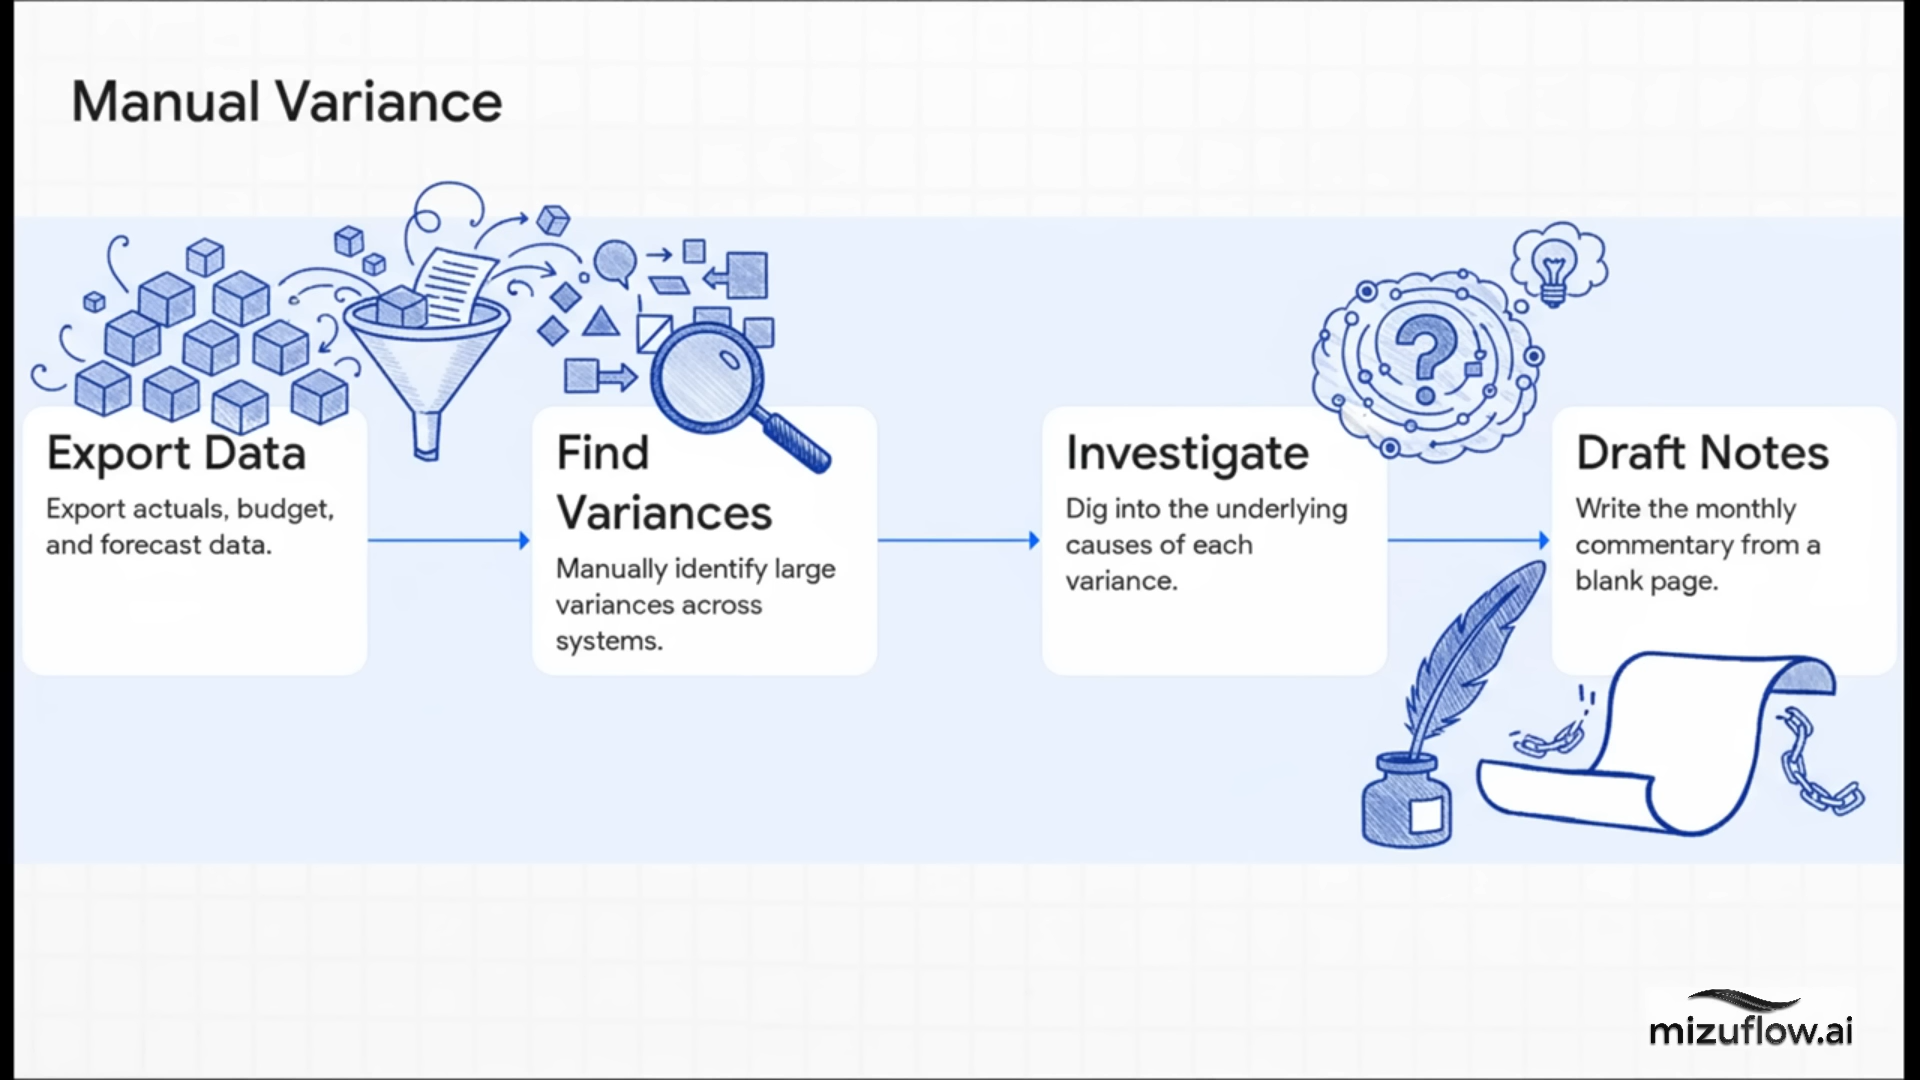 Manual Variance
Export Data
Export actuals, budget,
and forecast data.
Find
Variances
Manually identify large
variances across
systems.
Investigate
Dig into the underlying
causes of each
variance.
Draft Notes
Write the monthly
commentary from a
blank page.
mizuflow.ai